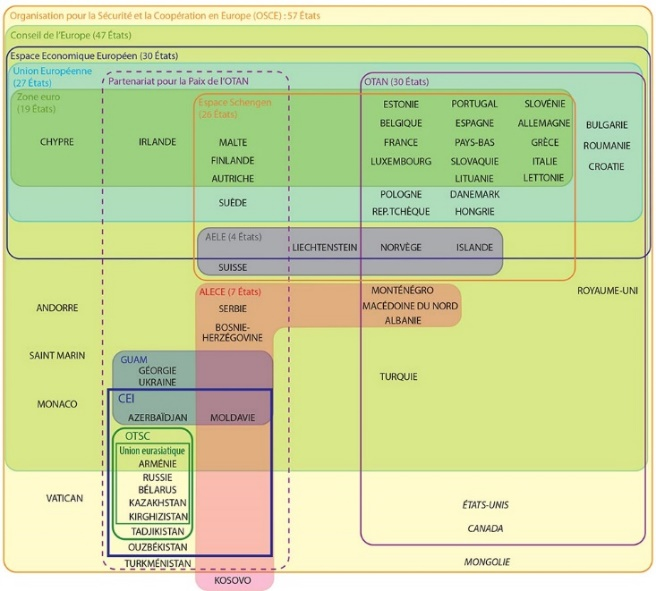 Organisation pour la Sécurité et la Coopération en Europe (OSCE) : 57 États
Conseil de l'Europe (47 États)
Espace Economique Européen (30 États)
Union Européenne
(27 États)
Partenariat pour la Paix de l'OTAN
OTAN (30 États)
Zone euro
(19 États)
Espace Schengen
(26 États)
ESTONIE PORTUGAL SLOVÉNIE
BELGIQUE ESPAGNE ALLEMAGNE BULGARIE
CHYPRE IRLANDE MALTE FRANCE PAYS-BAS GRÈCE ROUMANIE
FINLANDE LUXEMBOURG SLOVAQUIE ITALIE CROATIE
AUTRICHE LITUANIE LETTONIE
SUÈDE POLOGNE DANEMARK
REP.TCHÈQUE HONGRIE
AELE (4 États)
LIECHTENSTEIN NORVÈGE ISLANDE
SUISSE
ALECE (7 États) MONTÉNÉGRO ROYAUME-UNI
ANDORRE SERBIE MACÉDOINE DU NORD
ALBANIE
BOSNIE-
HERZÉGOVINE
SAINT MARIN GUAM
GÉORGIE
UKRAINE
TURQUIE
CEI
MONACO
AZERBAÏDJAN MOLDAVIE
OTSC
Union eurasiatique
ARMÉNIE
RUSSIE
BÉLARUS
VATICAN
KAZAKHSTAN ÉTATS-UNIS
KIRGHIZISTAN
TADJIKISTAN CANADA
OUZBÉKISTAN
TURKMÉNISTAN MONGOLIE
KOSOVO